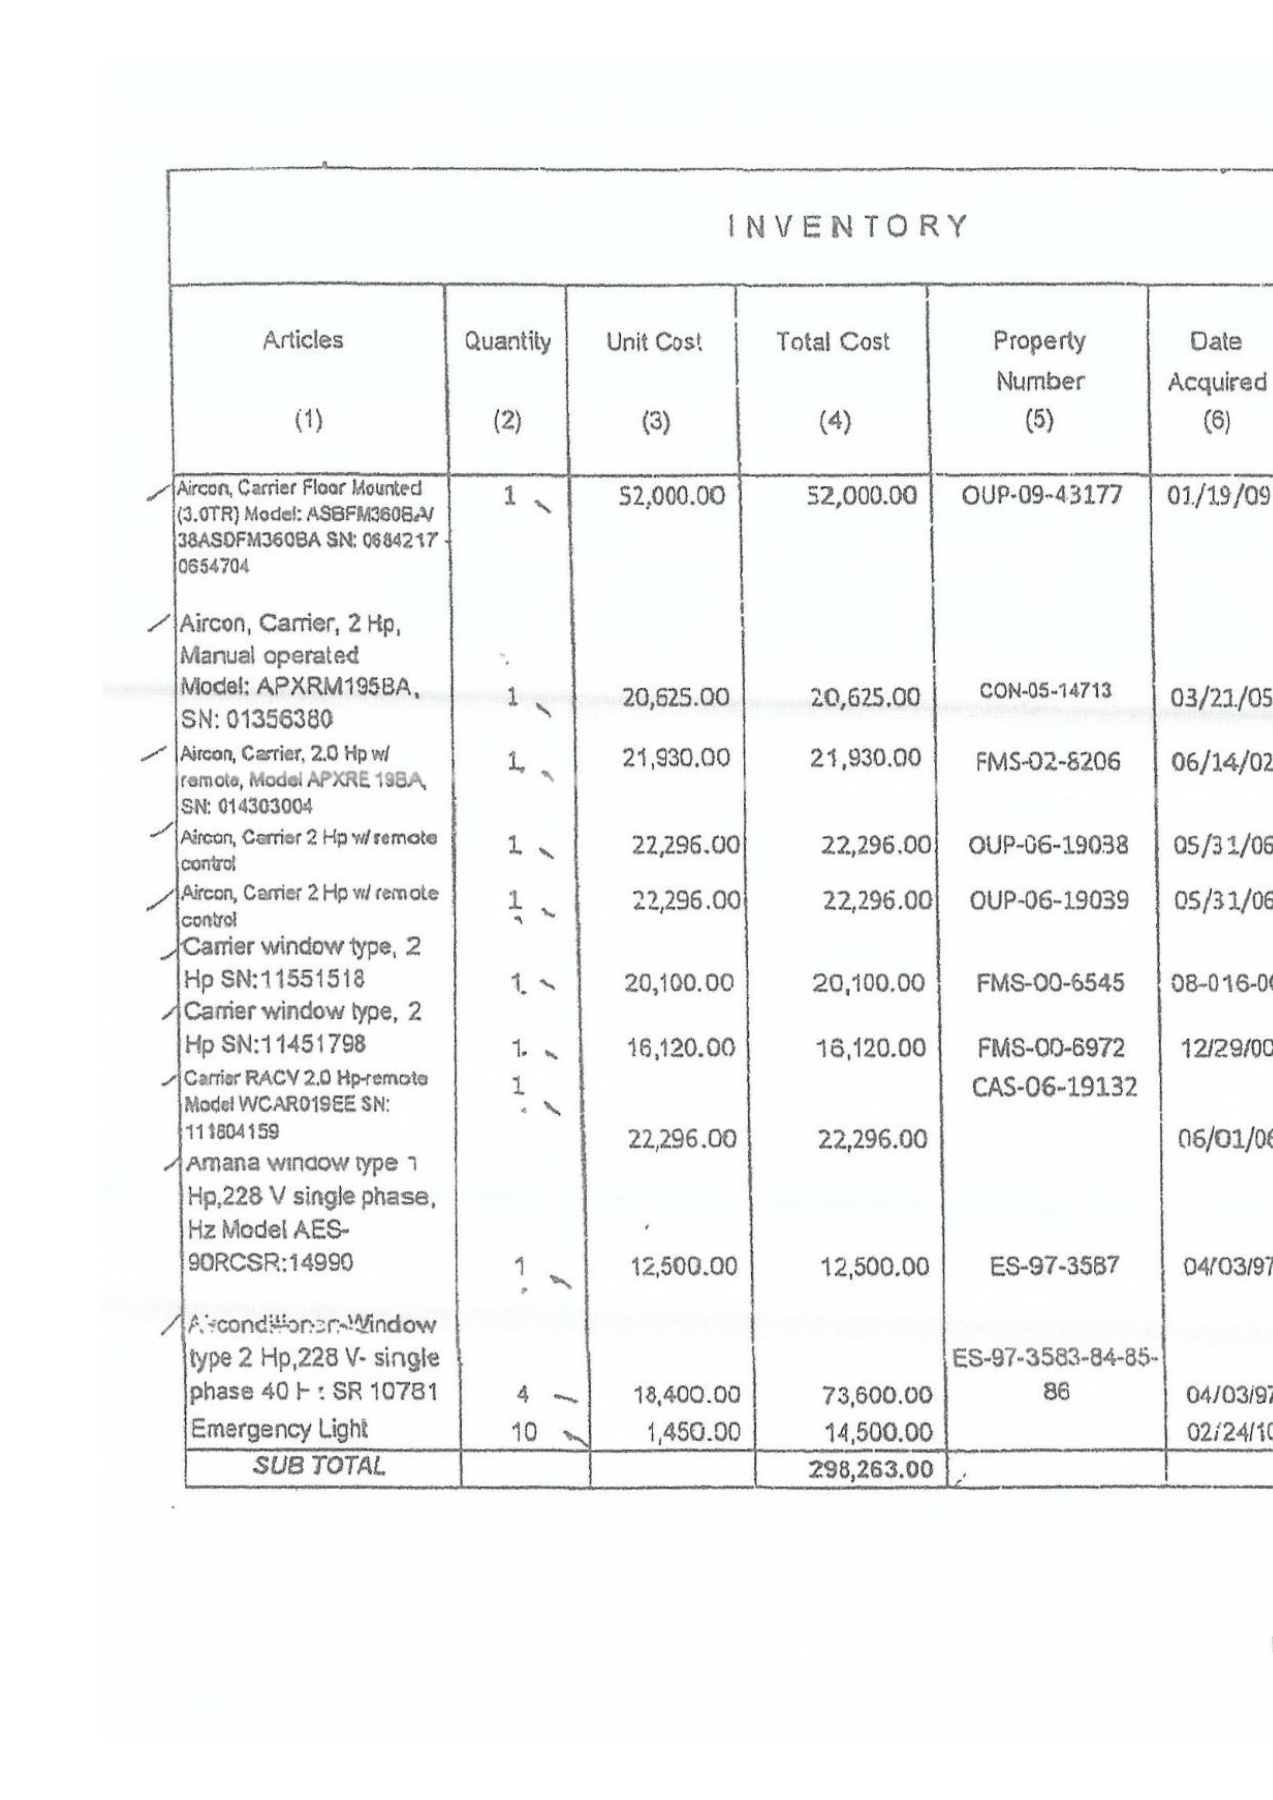 INVENTORY
Articles Quantity Unit Cost Total Cost Property Date
Number Acquired
(1) (2) (3) (4) (5) (6)
Aircon, Carrier Floor Mounted 1 52,000.00 52,000.00 OUP-09-43177 01/19/09
(3.0TR) Model: ASBFM360BA/
38ASDFM360BA SN: 0684217
0654704
Aircon, Carrier, 2 Hp,
Manual operated
Model: APXRM195BA, 1 20,625.00 20,625.00 CON-05-14713 03/21/05
SN: 01356380
Aircon, Carrier, 2.0 Hp w/ 1 21,930.00 21,930.00 FMS-02-8206 06/14/02
remote, Model APXRE 19BA,
SN: 014303004
Aircon, Carrier 2 Hp w/ remote 1 22,296.00 22,296.00 OUP-06-19038 05/31/06
control
Aircon, Carrier 2 Hp w/ remote 1 22,296.00 22,296.00 OUP-06-19039 05/31/06
control
Carrier window type, 2
Hp SN:11551518 1 20,100.00 20,100.00 FMS-00-6545 08-016-0
Carrier window type, 2
Hp SN:11451798 1 16,120.00 16,120.00 FMS-00-6972 12/29/00
Carrier RACV 2.0 Hp-remote 1 CAS-06-19132
Model WCAR019EE SN:
111804159 22,296.00 22,296.00 06/01/06
Amana window type 1
Hp,228 V single phase,
Hz Model AES-
90RCSR:14990 1 12,500.00 12,500.00 ES-97-3587 04/03/97
Airconditioner-Window
type 2 Hp,228 V- single ES-97-3583-84-85-
phase 40 SR 10781 4 18,400.00 73,600.00 86 04/03/97
Emergency Light 10 1,450.00 14,500.00 02/24/10
SUB TOTAL 298,263.00